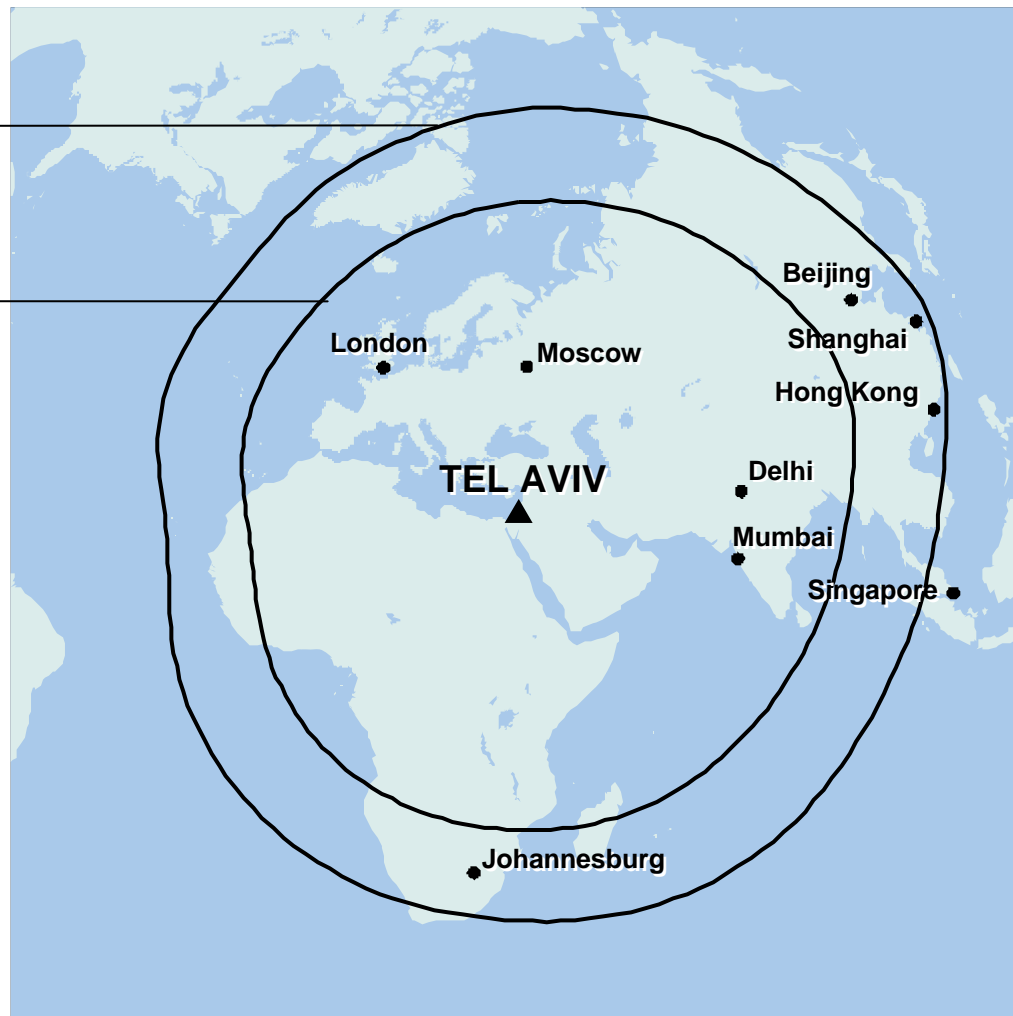 Beijing
Shanghai
London
Moscow
Hong Kong
TEL AVIV
Delhi
Mumbai
Singapore
Johannesburg